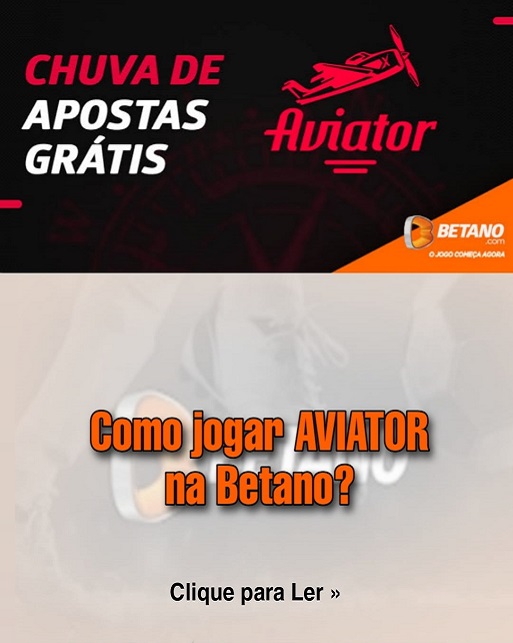 CHUVA DE
APOSTAS
GRÁTIS
Aviator
BETANO
.com
O JOGO COMEÇA AGORA
Como jogar AVIATOR
na Betano?
Clique para Ler »